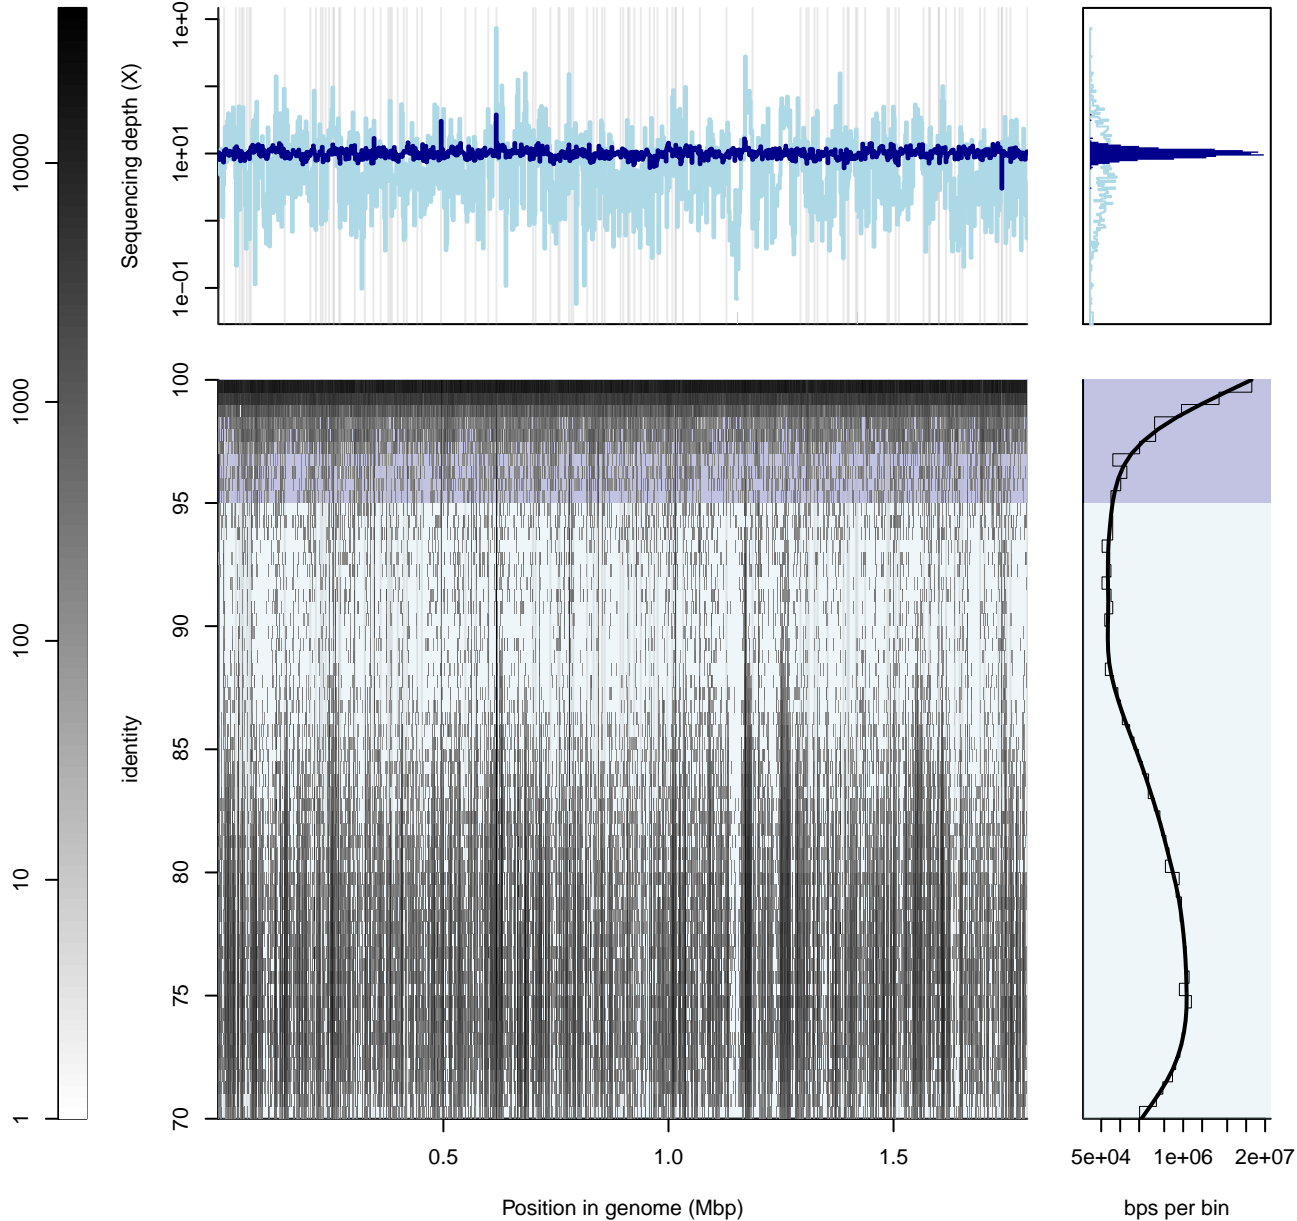 1e+0
1e+01
1e-01
Sequencing depth (X)
10000
1000
100
10
1
100
95
90
85
80
75
70
identity
0.5
1.0
1.5
Position in genome (Mbp)
5e+04
1e+06
2e+07
bps per bin